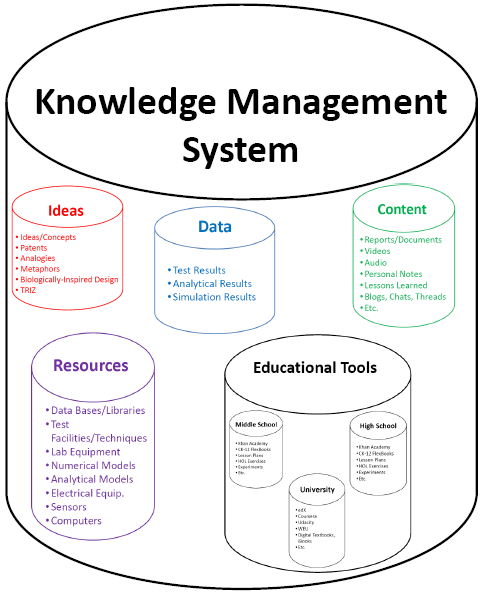 Knowledge Management
System
Ideas
• Ideas/Concepts
• Patents
• Analogies
• Metaphors
• Biologically-Inspired Design
• TRIZ
Data
• Test Results
• Analytical Results
• Simulation Results
Content
• Reports/Documents
• Videos
• Audio
• Personal Notes
• Lessons Learned
• Blogs, Chats, Threads
• Etc.
Resources
• Data Bases/Libraries
• Test
Facilities/Techniques
• Lab Equipment
• Numerical Models
• Analytical Models
• Electrical Equip.
• Sensors
• Computers
Educational Tools
Middle School
• Khan Academy
• CK-12 FlexBooks
• Lesson Plans
• HOL Exercises
• Experiments
• Etc.
High School
• Khan Academy
• CK-12 FlexBooks
• Lesson Plans
• HOL Exercises
• Experiments
• Etc.
University
• edX
• Coursera
• Udacity
• WEU
• Digital Textbooks,
iBooks
• Etc.